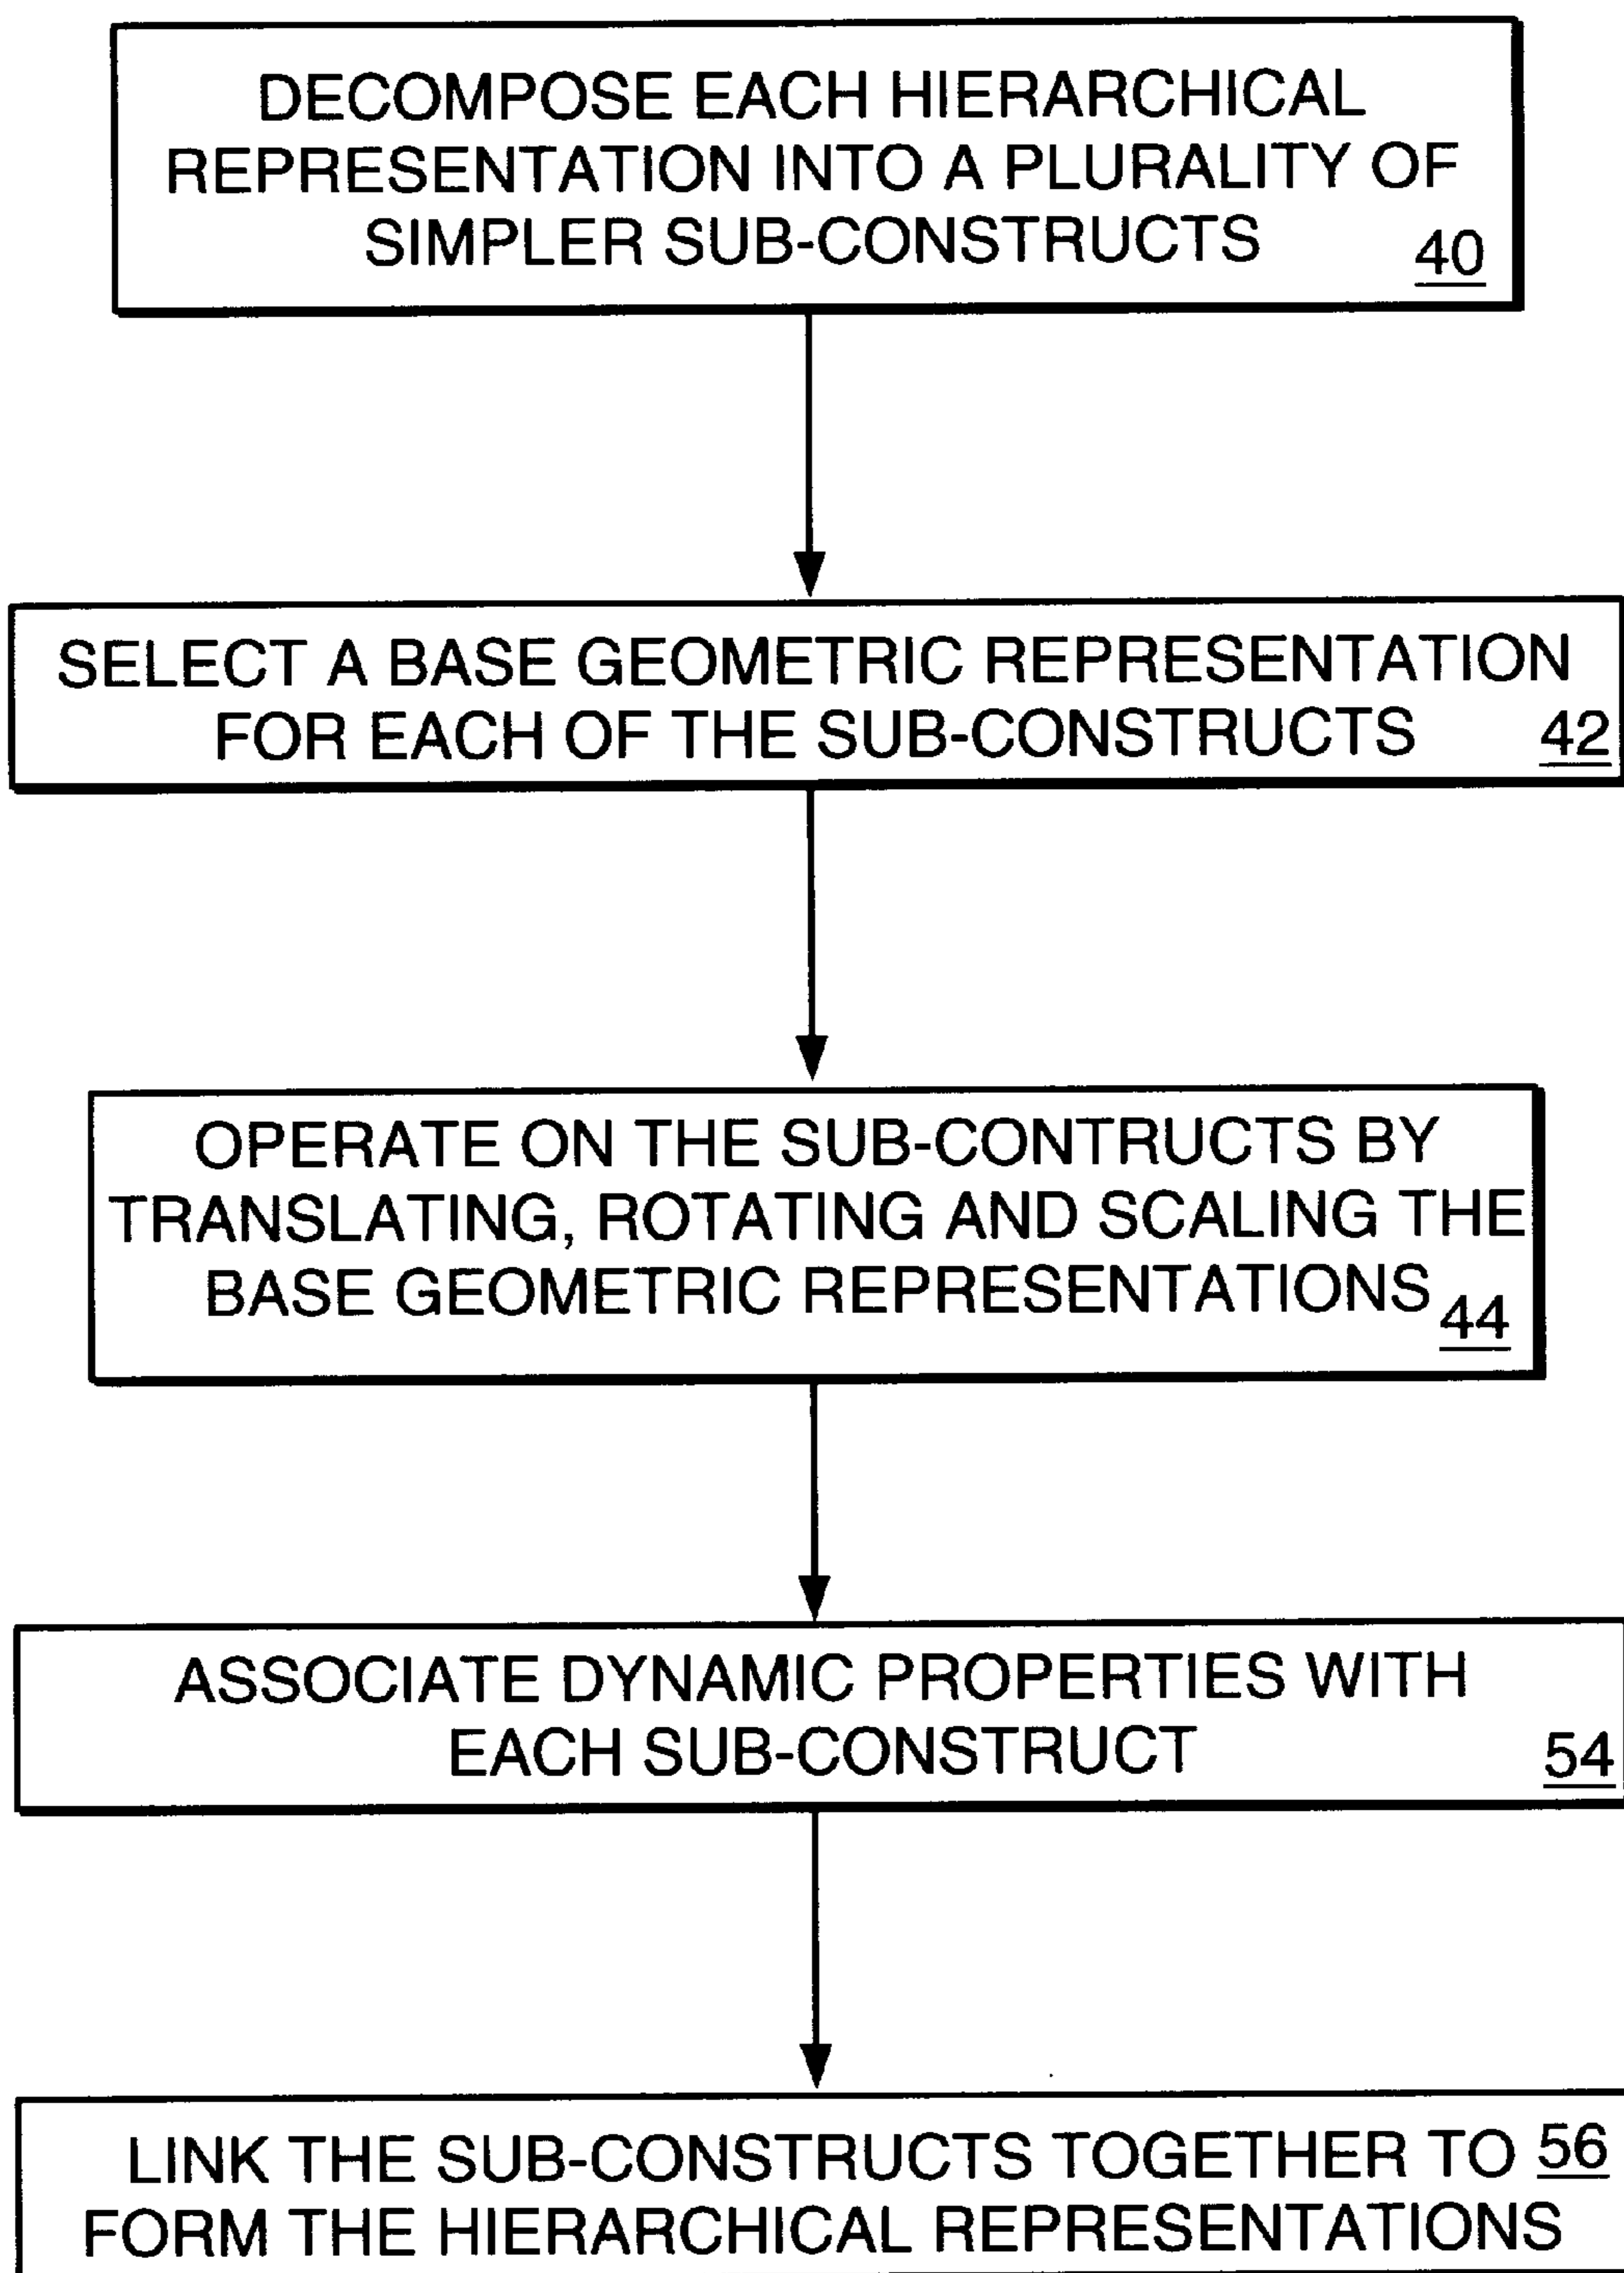 DECOMPOSE EACH HIERARCHICAL
REPRESENTATION INTO A PLURALITY OF
SIMPLER SUB-CONSTRUCTS 40
SELECT A BASE GEOMETRIC REPRESENTATION
FOR EACH OF THE SUB-CONSTRUCTS 42
OPERATE ON THE SUB-CONTRUCTS BY
TRANSLATING, ROTATING AND SCALING THE
BASE GEOMETRIC REPRESENTATIONS 44
ASSOCIATE DYNAMIC PROPERTIES WITH
EACH SUB-CONSTRUCT 54
LINK THE SUB-CONSTRUCTS TOGETHER TO 56
FORM THE HIERARCHICAL REPRESENTATIONS